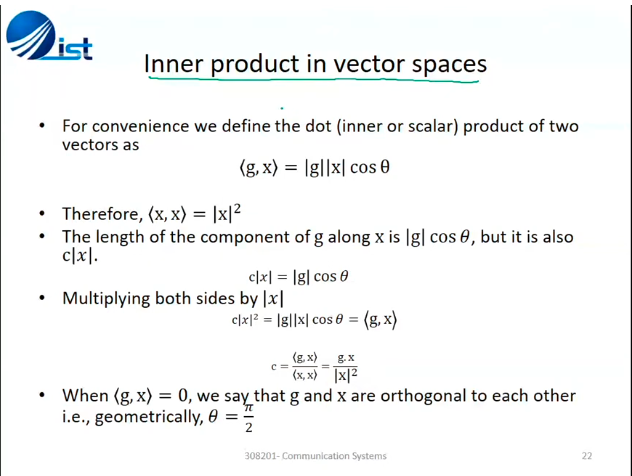 ist
Inner product in vector spaces
• For convenience we define the dot (inner or scalar) product of two
vectors as
⟨g, x⟩ = |g||x| cos θ
• Therefore, ⟨x, x⟩ = |x|²
• The length of the component of g along x is |g| cos θ, but it is also
c|x|.
c|x| = |g| cos θ
• Multiplying both sides by |x|
c|x|² = |g||x| cos θ = ⟨g, x⟩
c = ⟨g, x⟩/⟨x, x⟩ = g.x/|x|²
• When ⟨g, x⟩ = 0, we say that g and x are orthogonal to each other
i.e., geometrically, θ = π/2
308201- Communication Systems 22